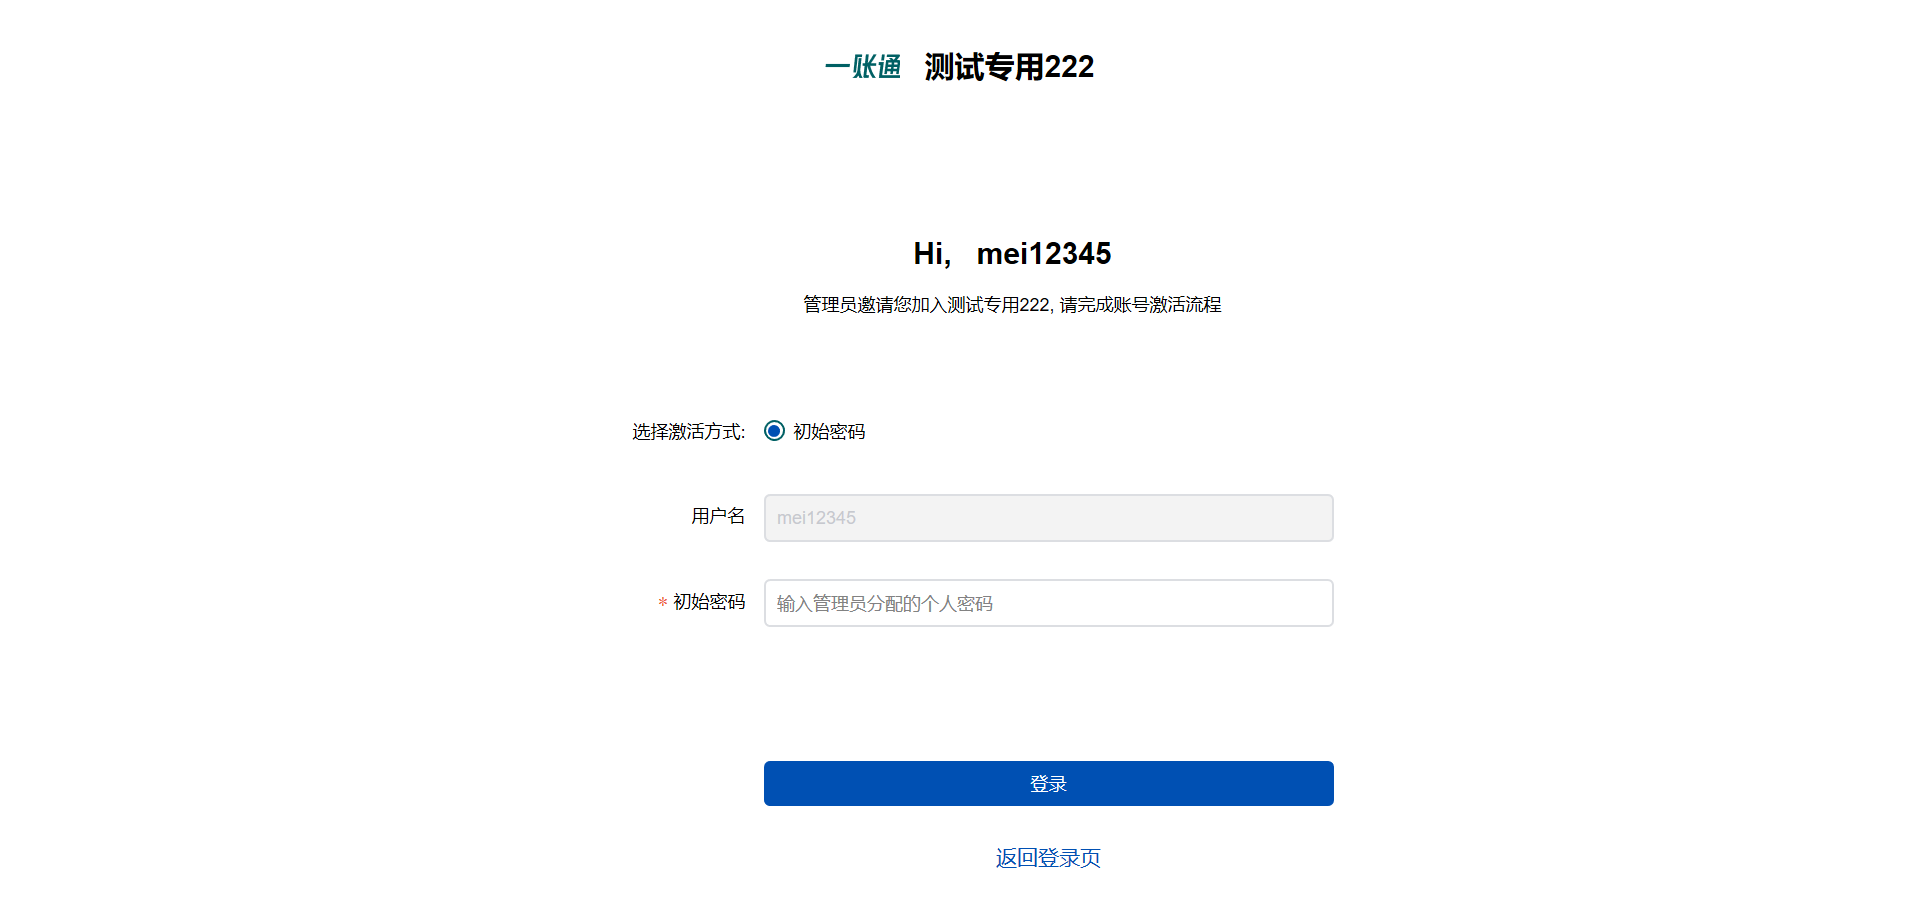 一账通 测试专用222
Hi, mei12345
管理员邀请您加入测试专用222, 请完成账号激活流程
选择激活方式: 初始密码
用户名 mei12345
* 初始密码 输入管理员分配的个人密码
登录
返回登录页